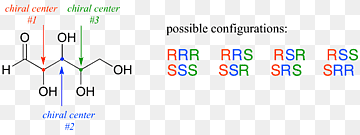 chiral center
#1
chiral center
#3
possible configurations:
O
OH
H
OH
OH
OH
RRR RRS RSR RSS
SSS SSR SRS SRR
chiral center
#2